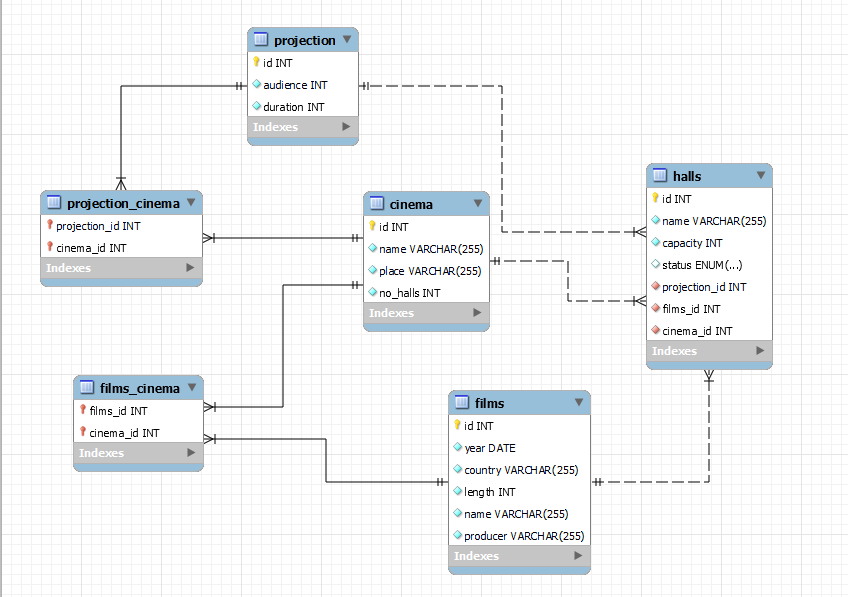 projection
id INT
audience INT
duration INT
Indexes
projection_cinema
projection_id INT
cinema_id INT
Indexes
cinema
id INT
name VARCHAR(255)
place VARCHAR(255)
no_halls INT
Indexes
halls
id INT
name VARCHAR(255)
capacity INT
status ENUM(...)
projection_id INT
films_id INT
cinema_id INT
Indexes
films_cinema
films_id INT
cinema_id INT
Indexes
films
id INT
year DATE
country VARCHAR(255)
length INT
name VARCHAR(255)
producer VARCHAR(255)
Indexes